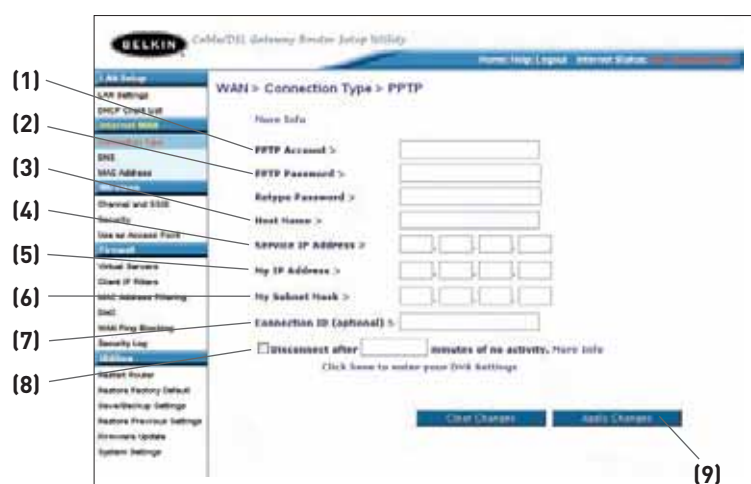 BELKIN
Cable/DSL Gateway Router Setup Utility
Home | Help | Logout Internet Status:
(1)
(2)
(3)
(4)
(5)
(6)
(7)
(8)
(9)
LAN Setup
LAN Settings
DHCP Client List
Internet WAN
Connection Type
DNS
MAC Address
Wireless
Channel and SSID
Security
Use as Access Point
Firewall
Virtual Servers
Client IP Filters
MAC Address Filtering
DMZ
WAN Ping Blocking
Security Log
Utilities
Restart Router
Restore Factory Default
Save/Backup Settings
Restore Previous Settings
Firmware Update
System Settings
WAN > Connection Type > PPTP
More Info
PPTP Account >
PPTP Password >
Retype Password >
Host Name >
Service IP Address >
My IP Address >
My Subnet Mask >
Connection ID (optional) >
Disconnect after minutes of no activity. More Info
Click here to enter your DNS Settings
Clear Changes
Apply Changes